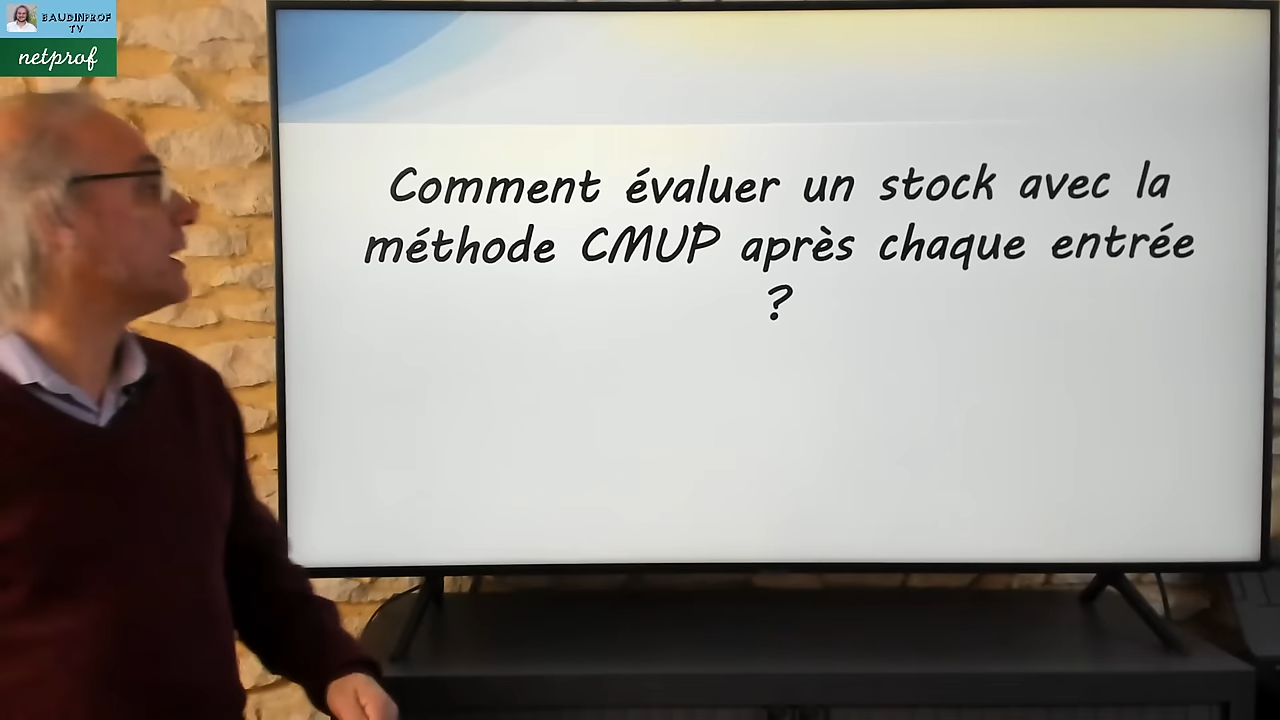 BAUDINPROF
TV
netprof
Comment évaluer un stock avec la
méthode CMUP après chaque entrée
?